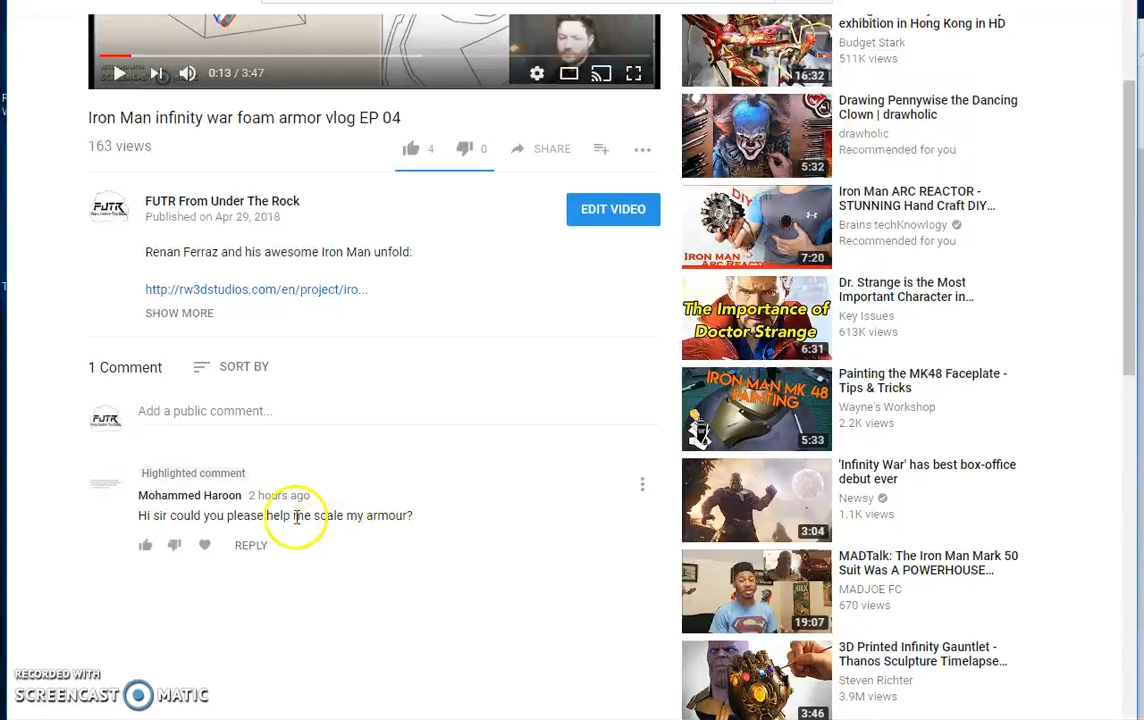 0:13 / 3:47
Iron Man infinity war foam armor vlog EP 04
163 views
4
0
SHARE
FUTR
FUTR From Under The Rock
Published on Apr 29, 2018
EDIT VIDEO
Renan Ferraz and his awesome Iron Man unfold:
http://rw3dstudios.com/en/project/iro...
SHOW MORE
1 Comment
SORT BY
FUTR
Add a public comment...
Highlighted comment
Mohammed Haroon 2 hours ago
Hi sir could you please help me scale my armour?
REPLY
RECORDED WITH
SCREENCAST MATIC
exhibition in Hong Kong in HD
Budget Stark
511K views
16:32
Drawing Pennywise the Dancing
Clown | drawholic
drawholic
Recommended for you
5:32
DIY
IRON MAN
ARC REACTOR
Iron Man ARC REACTOR -
STUNNING Hand Craft DIY...
Brains techKnowlogy
Recommended for you
7:20
The Importance of
Doctor Strange
Dr. Strange is the Most
Important Character in...
Key Issues
613K views
6:31
IRON MAN MK 48
PAINTING
Painting the MK48 Faceplate -
Tips & Tricks
Wayne's Workshop
2.2K views
5:33
'Infinity War' has best box-office
debut ever
Newsy
1.1K views
3:04
MADTalk: The Iron Man Mark 50
Suit Was A POWERHOUSE...
MADJOE FC
670 views
19:07
3D Printed Infinity Gauntlet -
Thanos Sculpture Timelapse...
Steven Richter
3.9M views
3:46